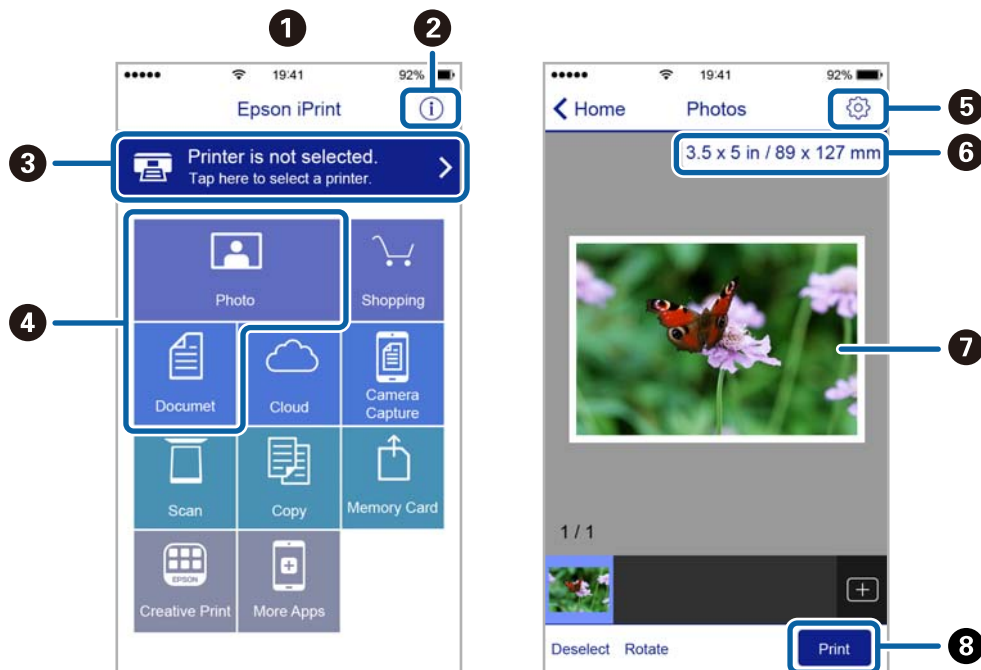 1
2
19:41
92%
Epson iPrint
i
3
Printer is not selected.
Tap here to select a printer.
4
Photo
Shopping
Documet
Cloud
Camera
Capture
Scan
Copy
Memory Card
EPSON
Creative Print
More Apps
19:41
92%
Home
Photos
5
3.5 x 5 in / 89 x 127 mm
6
7
1 / 1
Deselect
Rotate
Print
8